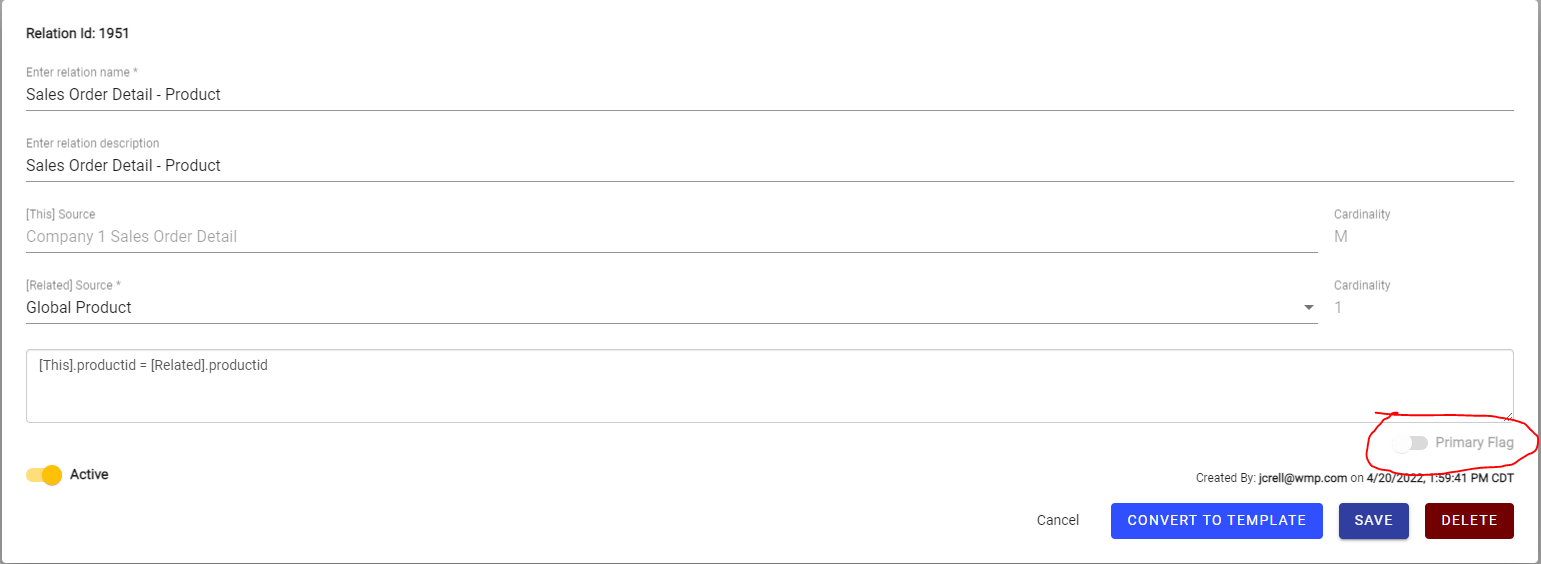 Relation Id: 1951
Enter relation name *
Sales Order Detail - Product
Enter relation description
Sales Order Detail - Product
[This] Source
Cardinality
Company 1 Sales Order Detail
M
[Related] Source *
Cardinality
Global Product
1
[This].productid = [Related].productid
Primary Flag
Active
Created By: jcrell@wmp.com on 4/20/2022, 1:59:41 PM CDT
Cancel
CONVERT TO TEMPLATE
SAVE
DELETE